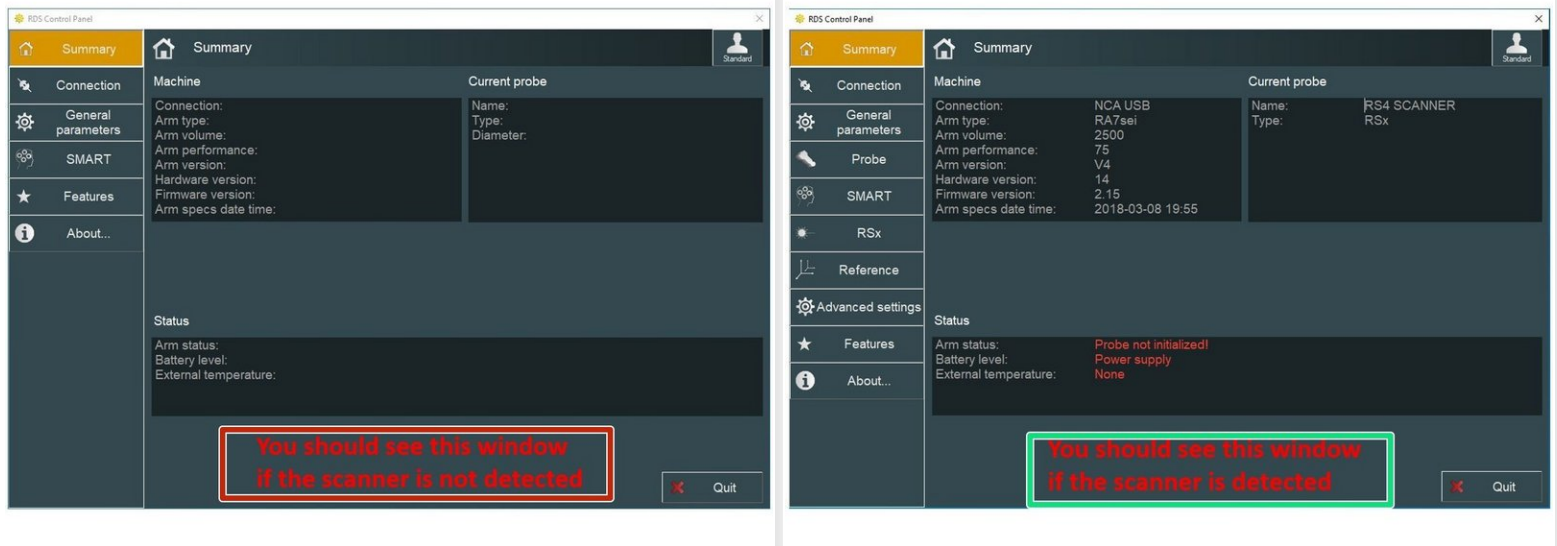 RDS Control Panel
Summary
Connection
General
parameters
SMART
Features
About...
Summary
Standard
Machine
Connection:
Arm type:
Arm volume:
Arm performance:
Arm version:
Hardware version:
Firmware version:
Arm specs date time:
Current probe
Name:
Type:
Diameter:
Status
Arm status:
Battery level:
External temperature:
You should see this window
if the scanner is not detected
Quit
RDS Control Panel
Summary
Connection
General
parameters
Probe
SMART
RSx
Reference
Advanced settings
Features
About...
Summary
Standard
Machine
Connection: NCA USB
Arm type: RA7sei
Arm volume: 2500
Arm performance: 75
Arm version: V4
Hardware version: 14
Firmware version: 2.15
Arm specs date time: 2018-03-08 19:55
Current probe
Name: RS4 SCANNER
Type: RSx
Status
Arm status: Probe not initialized!
Battery level: Power supply
External temperature: None
You should see this window
if the scanner is detected
Quit